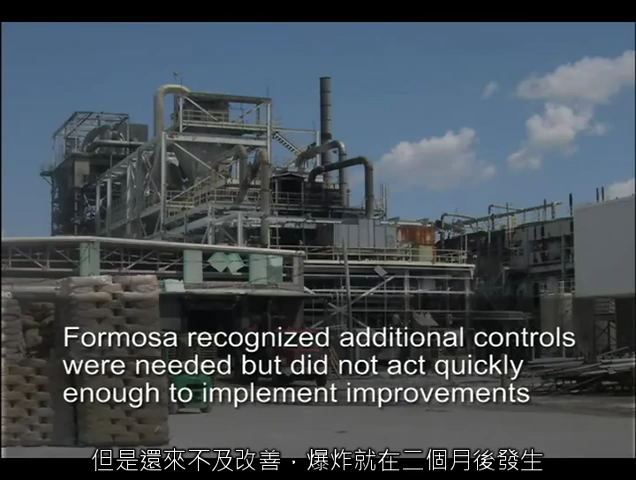 Formosa recognized additional controls
were needed but did not act quickly
enough to implement improvements
但是還來不及改善，爆炸就在二個月後發生